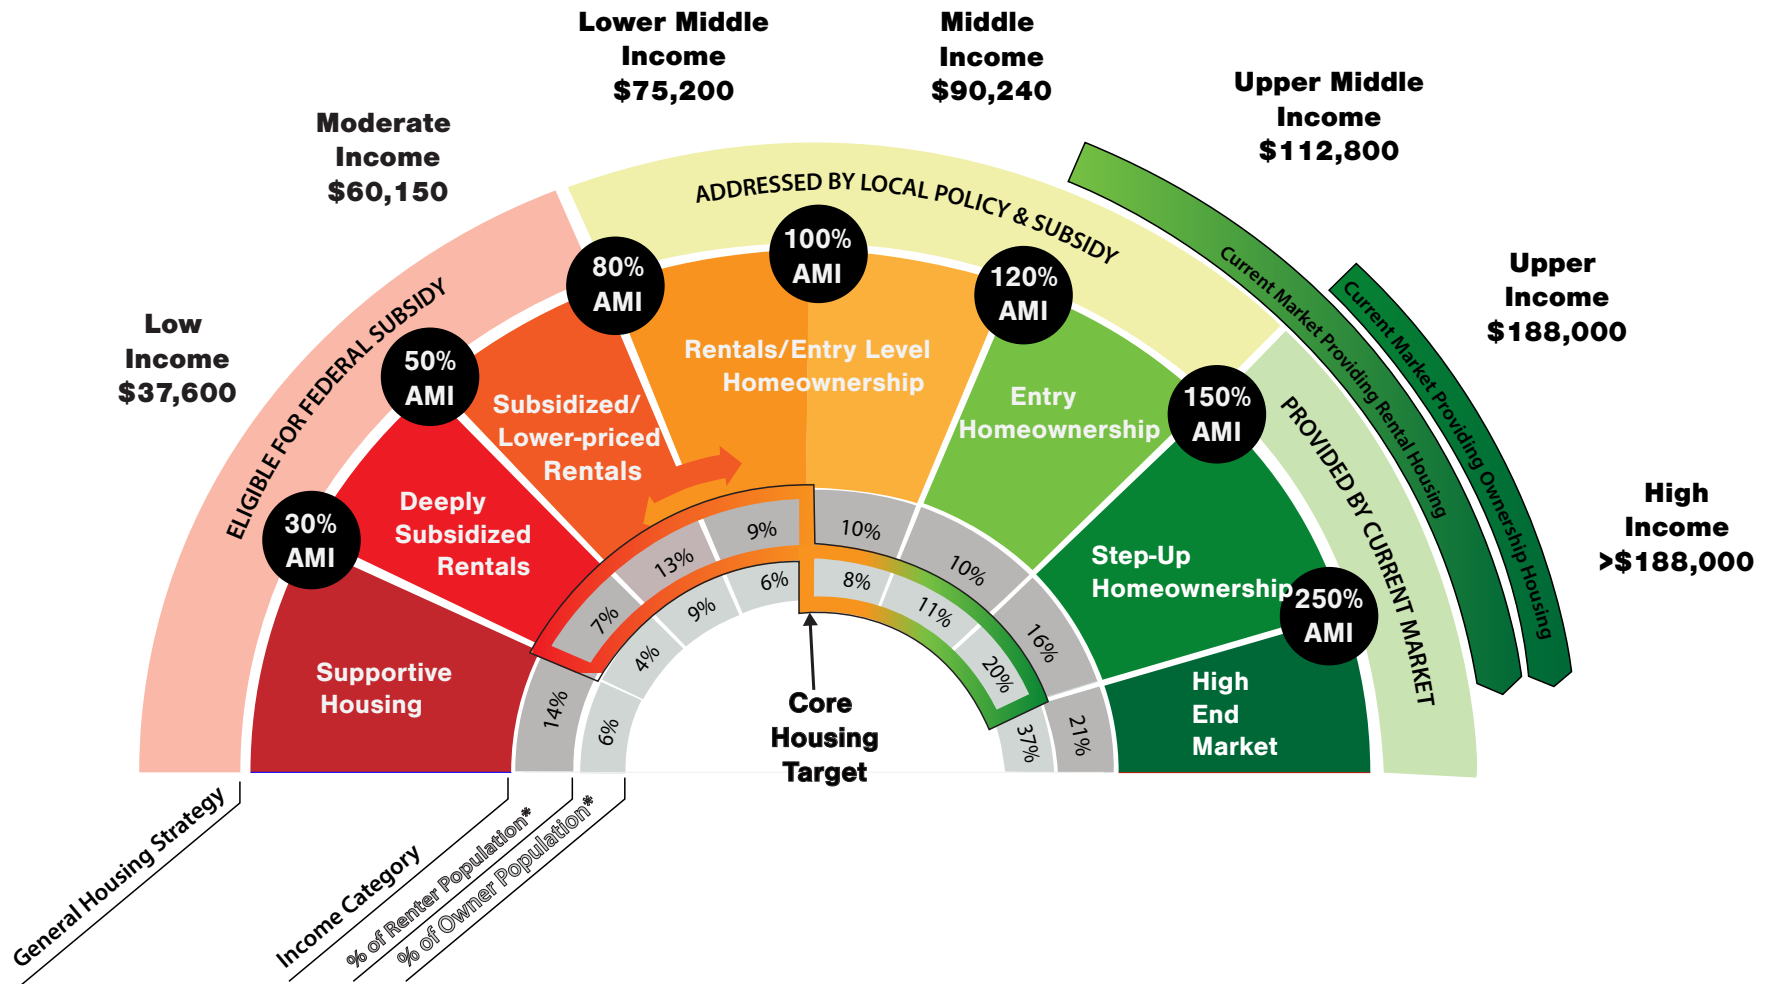 Lower Middle
Income
$75,200
Middle
Income
$90,240
Upper Middle
Income
$112,800
Moderate
Income
$60,150
Upper
Income
$188,000
Low
Income
$37,600
High
Income
>$188,000
ELIGIBLE FOR FEDERAL SUBSIDY
ADDRESSED BY LOCAL POLICY & SUBSIDY
PROVIDED BY CURRENT MARKET
Current Market Providing Rental Housing
Current Market Providing Ownership Housing
30%
AMI
50%
AMI
80%
AMI
100%
AMI
120%
AMI
150%
AMI
250%
AMI
Supportive
Housing
Deeply
Subsidized
Rentals
Subsidized/
Lower-priced
Rentals
Rentals/Entry Level
Homeownership
Entry
Homeownership
Step-Up
Homeownership
High
End
Market
14%
7%
13%
9%
10%
10%
16%
21%
6%
4%
9%
6%
8%
11%
20%
37%
Core
Housing
Target
General Housing Strategy
Income Category
% of Renter Population*
% of Owner Population*